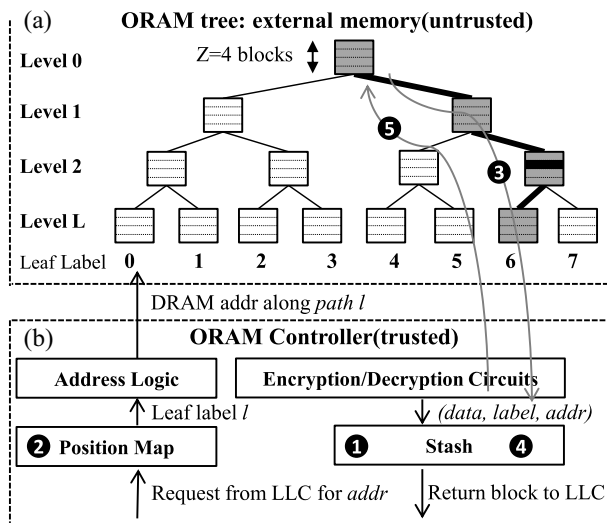 (a) ORAM tree: external memory(untrusted)
Level 0
Z=4 blocks
Level 1
5
Level 2
3
Level L
Leaf Label 0 1 2 3 4 5 6 7
DRAM addr along path l
(b) ORAM Controller(trusted)
Address Logic
Encryption/Decryption Circuits
Leaf label l
(data, label, addr)
2 Position Map
1 Stash 4
Request from LLC for addr
Return block to LLC